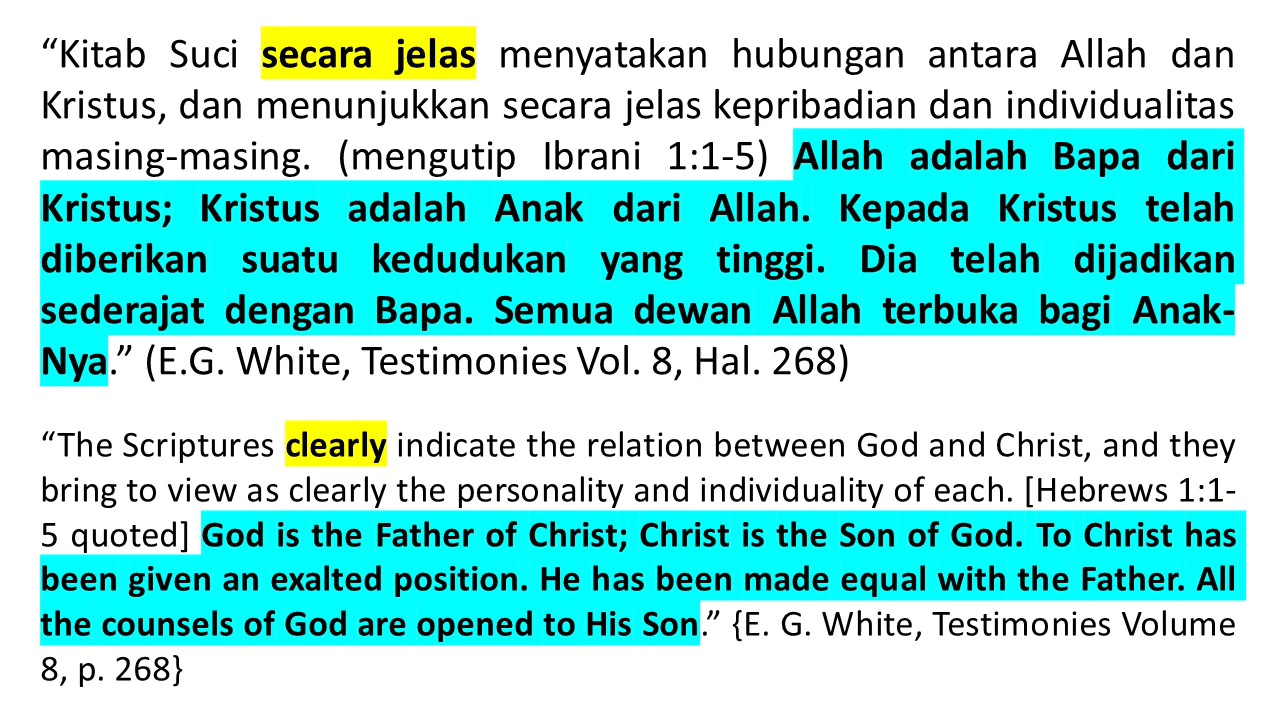 “Kitab Suci secara jelas menyatakan hubungan antara Allah dan
Kristus, dan menunjukkan secara jelas kepribadian dan individualitas
masing-masing. (mengutip Ibrani 1:1-5) Allah adalah Bapa dari
Kristus; Kristus adalah Anak dari Allah. Kepada Kristus telah
diberikan suatu kedudukan yang tinggi. Dia telah dijadikan
sederajat dengan Bapa. Semua dewan Allah terbuka bagi Anak-
Nya.” (E.G. White, Testimonies Vol. 8, Hal. 268)
“The Scriptures clearly indicate the relation between God and Christ, and they
bring to view as clearly the personality and individuality of each. [Hebrews 1:1-
5 quoted] God is the Father of Christ; Christ is the Son of God. To Christ has
been given an exalted position. He has been made equal with the Father. All
the counsels of God are opened to His Son.” {E. G. White, Testimonies Volume
8, p. 268}